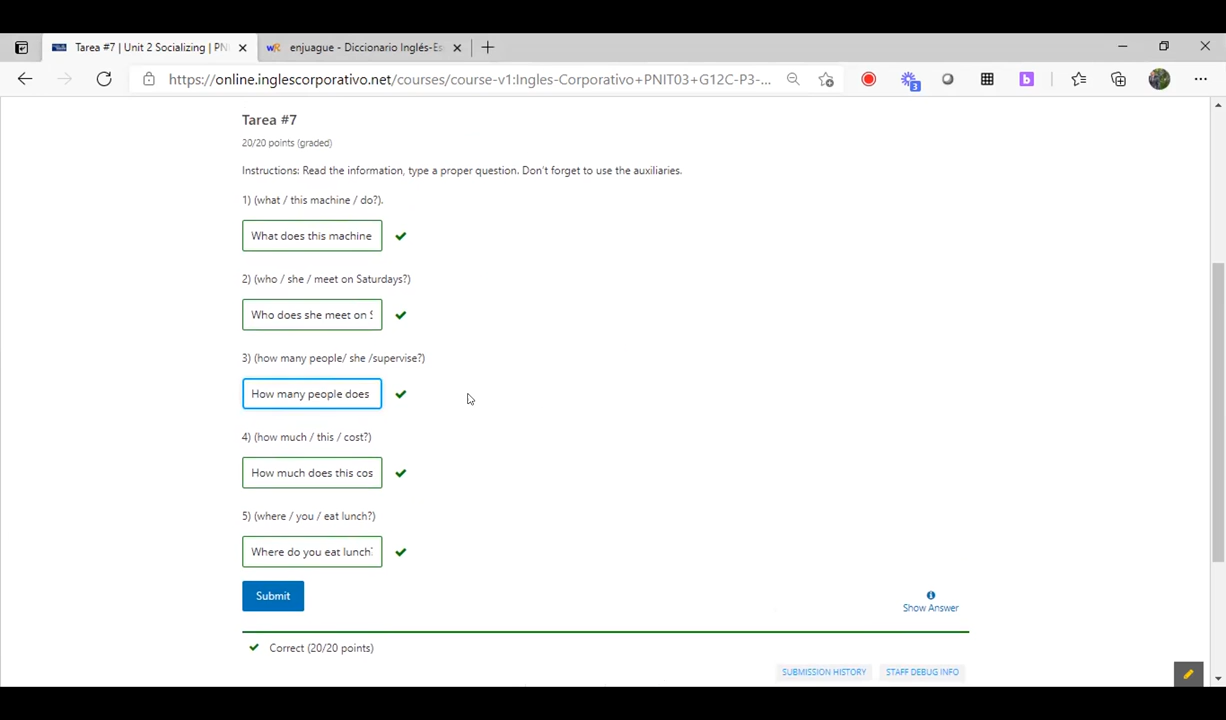 Tarea #7 | Unit 2 Socializing | PN
enjuague - Diccionario Inglés-Es
https://online.inglescorporativo.net/courses/course-v1:Ingles-Corporativo+PNIT03+G12C-P3-...
3
b
Tarea #7
20/20 points (graded)
Instructions: Read the information, type a proper question. Don't forget to use the auxiliaries.
1) (what / this machine / do?).
What does this machine
2) (who / she / meet on Saturdays?)
Who does she meet on S
3) (how many people/ she /supervise?)
How many people does
4) (how much / this / cost?)
How much does this cos
5) (where / you / eat lunch?)
Where do you eat lunch?
Submit
Show Answer
Correct (20/20 points)
SUBMISSION HISTORY STAFF DEBUG INFO